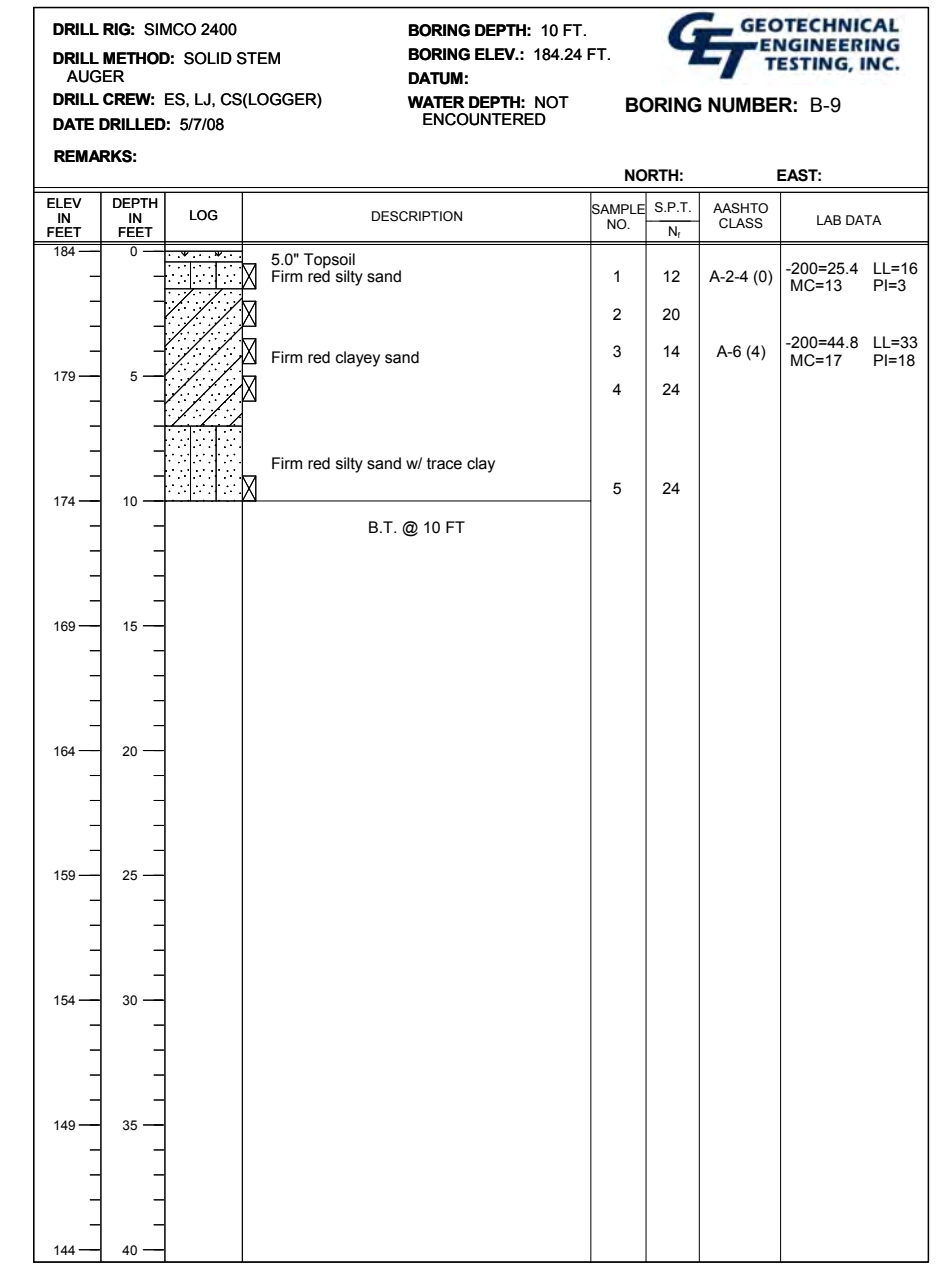 DRILL RIG: SIMCO 2400
DRILL METHOD: SOLID STEM
AUGER
DRILL CREW: ES, LJ, CS(LOGGER)
DATE DRILLED: 5/7/08
REMARKS:
BORING DEPTH: 10 FT.
BORING ELEV.: 184.24 FT.
DATUM:
WATER DEPTH: NOT
ENCOUNTERED
GET GEOTECHNICAL
ENGINEERING
TESTING, INC.
BORING NUMBER: B-9
NORTH: EAST:
ELEV IN FEET
DEPTH IN FEET
LOG
DESCRIPTION
SAMPLE NO.
S.P.T.
Nr
AASHTO CLASS
LAB DATA
184 0
5.0" Topsoil
Firm red silty sand 1 12 A-2-4 (0) -200=25.4 LL=16
MC=13 PI=3
2 20
Firm red clayey sand 3 14 A-6 (4) -200=44.8 LL=33
MC=17 PI=18
179 5
4 24
Firm red silty sand w/ trace clay
5 24
174 10
B.T. @ 10 FT
169 15
164 20
159 25
154 30
149 35
144 40